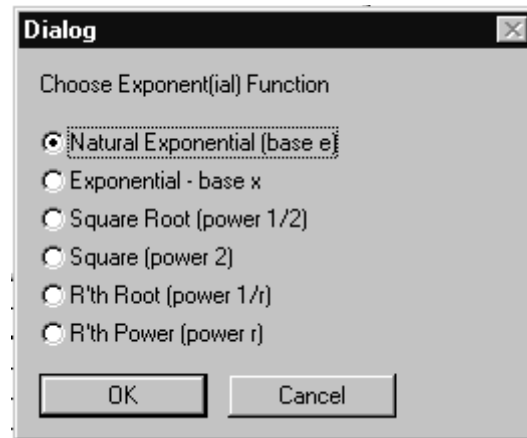 Dialog
Choose Exponent(ial) Function
Natural Exponential (base e)
Exponential - base x
Square Root (power 1/2)
Square (power 2)
R'th Root (power 1/r)
R'th Power (power r)
OK Cancel